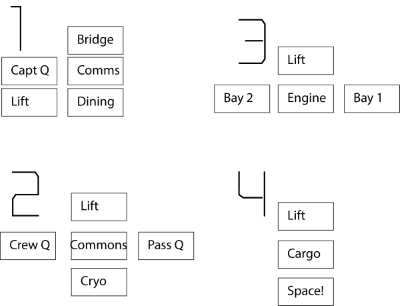 1
Bridge
Capt Q Comms
Lift Dining
3
Lift
Bay 2 Engine Bay 1
2
Lift
Crew Q Commons Pass Q
Cryo
4
Lift
Cargo
Space!